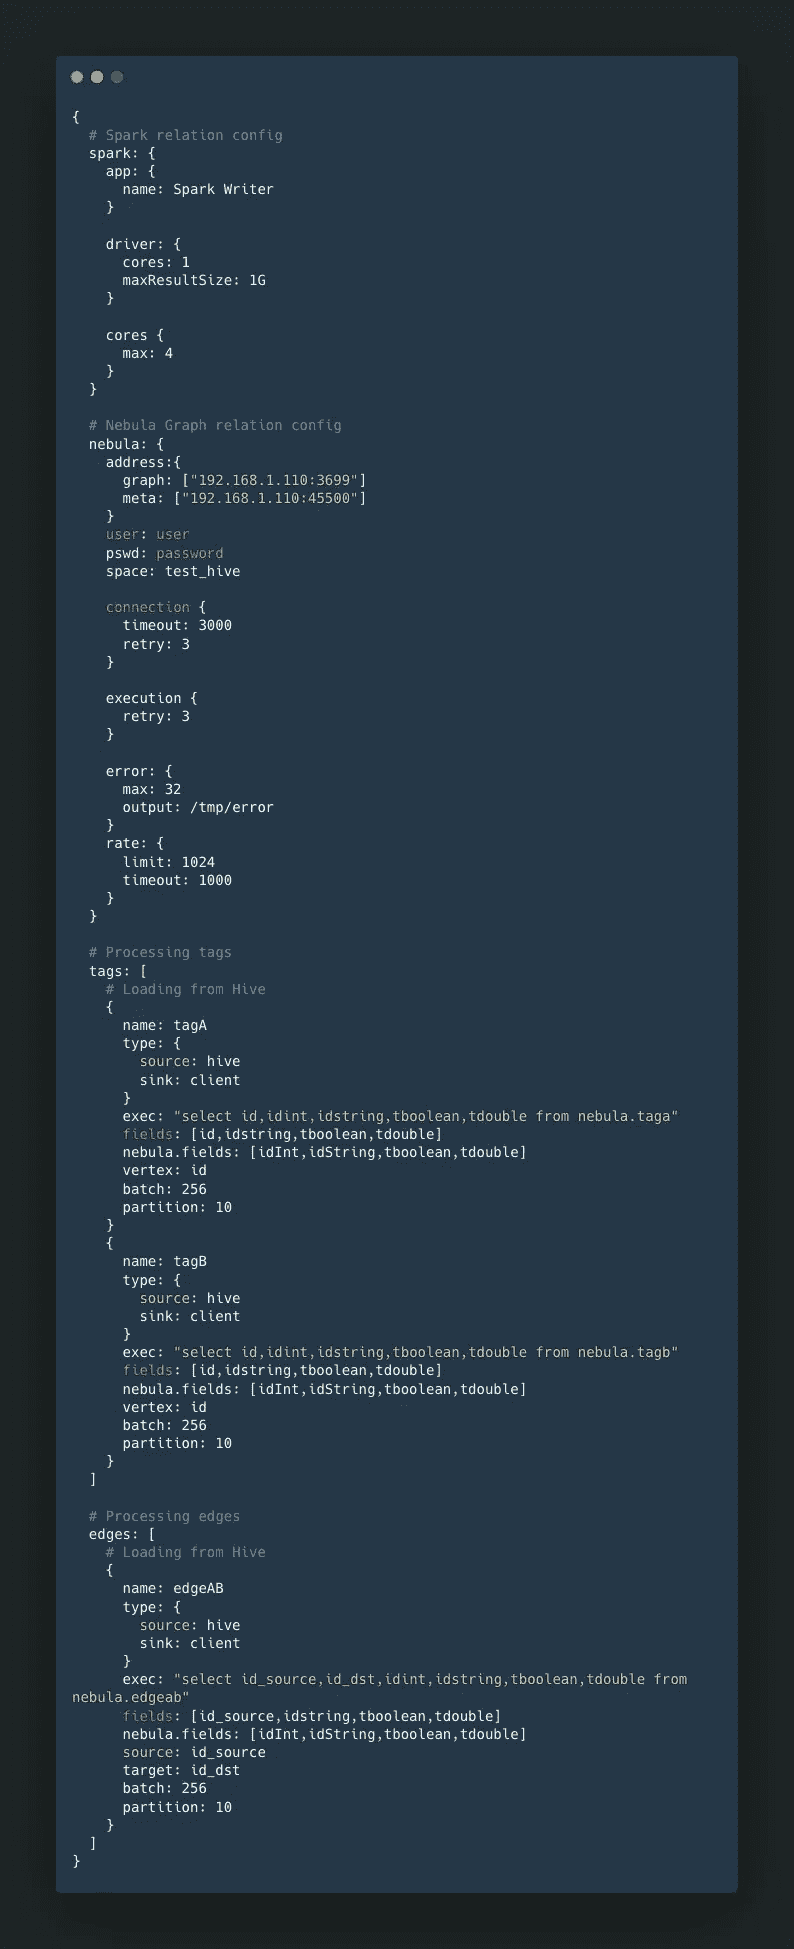 {
  # Spark relation config
  spark: {
    app: {
      name: Spark Writer
    }

    driver: {
      cores: 1
      maxResultSize: 1G
    }

    cores {
      max: 4
    }
  }

  # Nebula Graph relation config
  nebula: {
    address:{
      graph: ["192.168.1.110:3699"]
      meta: ["192.168.1.110:45500"]
    }
    user: user
    pswd: password
    space: test_hive

    connection {
      timeout: 3000
      retry: 3
    }

    execution {
      retry: 3
    }

    error: {
      max: 32
      output: /tmp/error
    }
    rate: {
      limit: 1024
      timeout: 1000
    }
  }

  # Processing tags
  tags: [
    # Loading from Hive
    {
      name: tagA
      type: {
        source: hive
        sink: client
      }
      exec: "select id,idint,idstring,tboolean,tdouble from nebula.taga"
      fields: [id,idstring,tboolean,tdouble]
      nebula.fields: [idInt,idString,tboolean,tdouble]
      vertex: id
      batch: 256
      partition: 10
    }
    {
      name: tagB
      type: {
        source: hive
        sink: client
      }
      exec: "select id,idint,idstring,tboolean,tdouble from nebula.tagb"
      fields: [id,idstring,tboolean,tdouble]
      nebula.fields: [idInt,idString,tboolean,tdouble]
      vertex: id
      batch: 256
      partition: 10
    }
  ]

  # Processing edges
  edges: [
    # Loading from Hive
    {
      name: edgeAB
      type: {
        source: hive
        sink: client
      }
      exec: "select id_source,id_dst,idint,idstring,tboolean,tdouble from
nebula.edgeab"
      fields: [id_source,idstring,tboolean,tdouble]
      nebula.fields: [idInt,idString,tboolean,tdouble]
      source: id_source
      target: id_dst
      batch: 256
      partition: 10
    }
  ]
}